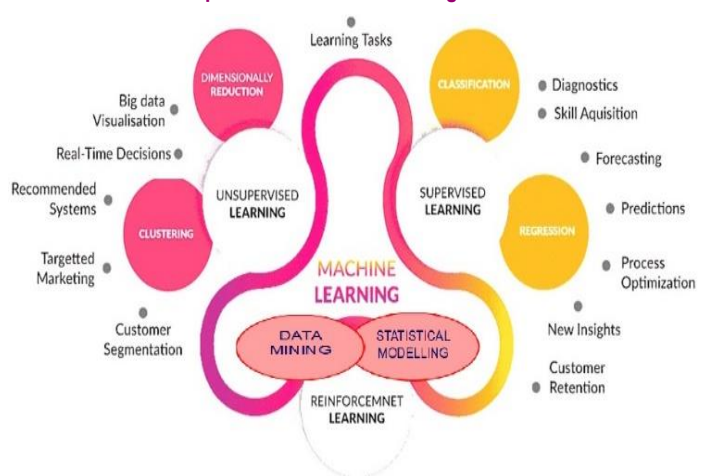 Learning Tasks
DIMENSIONALLY
REDUCTION
Big data
Visualisation
Real-Time Decisions
Recommended
Systems
UNSUPERVISED
LEARNING
CLUSTERING
Targetted
Marketing
Customer
Segmentation
CLASSIFICATION
Diagnostics
Skill Aquisition
Forecasting
SUPERVISED
LEARNING
Predictions
REGRESSION
Process
Optimization
New Insights
Customer
Retention
MACHINE
LEARNING
DATA
MINING
STATISTICAL
MODELLING
REINFORCEMNET
LEARNING